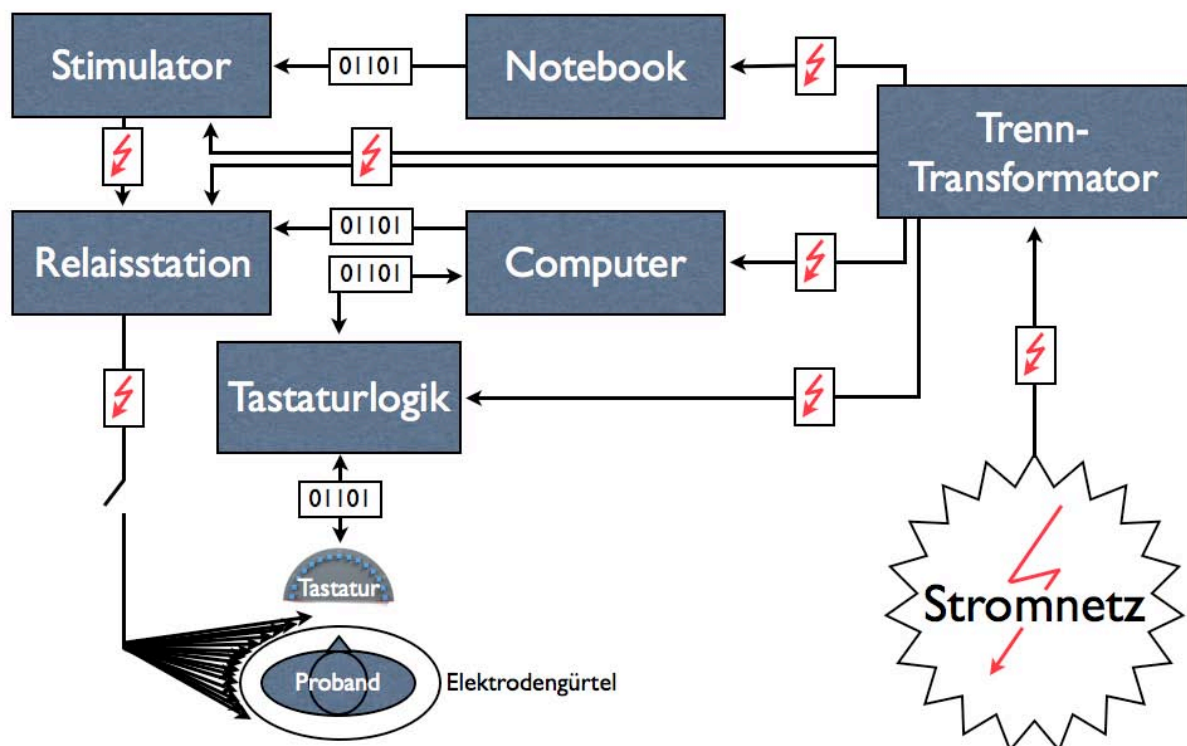 Stimulator
01101
Notebook
Trenn-
Transformator
Relaisstation
01101
01101
Computer
Tastaturlogik
01101
Tastatur
Stromnetz
Proband
Elektrodengürtel